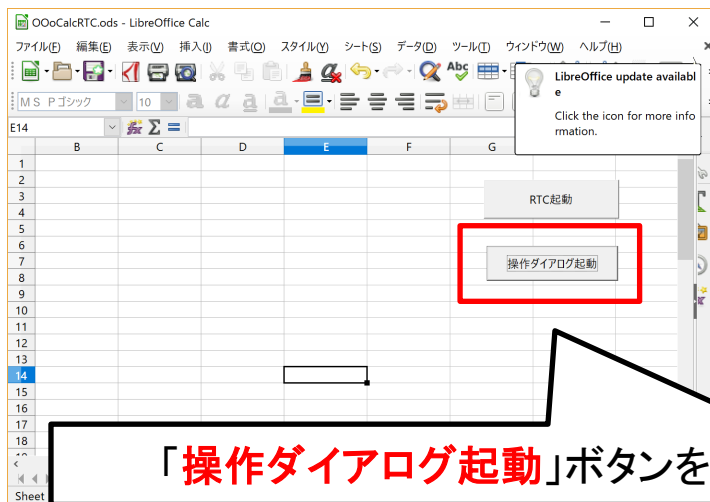 OOoCalcRTC.ods - LibreOffice Calc
ファイル(F) 編集(E) 表示(V) 挿入(I) 書式(O) スタイル(Y) シート(S) データ(D) ツール(T) ウィンドウ(W) ヘルプ(H)
Abc
LibreOffice update availabl
e
Click the icon for more info
rmation.
MS Pゴシック 10 a a a a
E14
B C D E F G
1
2
3 RTC起動
4
5
6
7 操作ダイアログ起動
8
9
10
11
12
13
14
15
16
17
18
「操作ダイアログ起動」ボタンを
Sheet